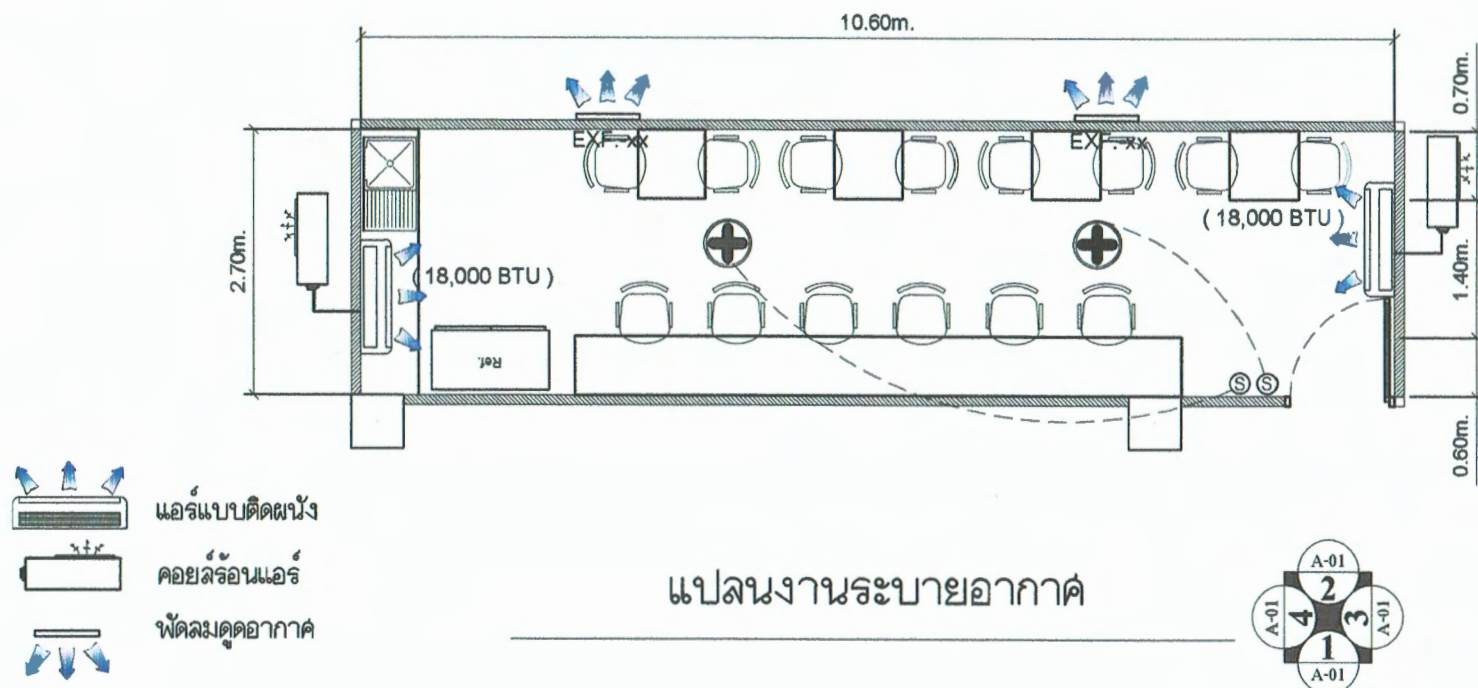 10.60m.
0.70m.
EXF.-xx
EXF.-xx
2.70m.
( 18,000 BTU )
( 18,000 BTU )
1.40m.
Ref.
S S
0.60m.
แอร์แบบติดผนัง
คอยล์ร้อนแอร์
พัดลมดูดอากาศ
แปลนงานระบายอากาศ
A-01
2
A-01
4
3
A-01
1
A-01